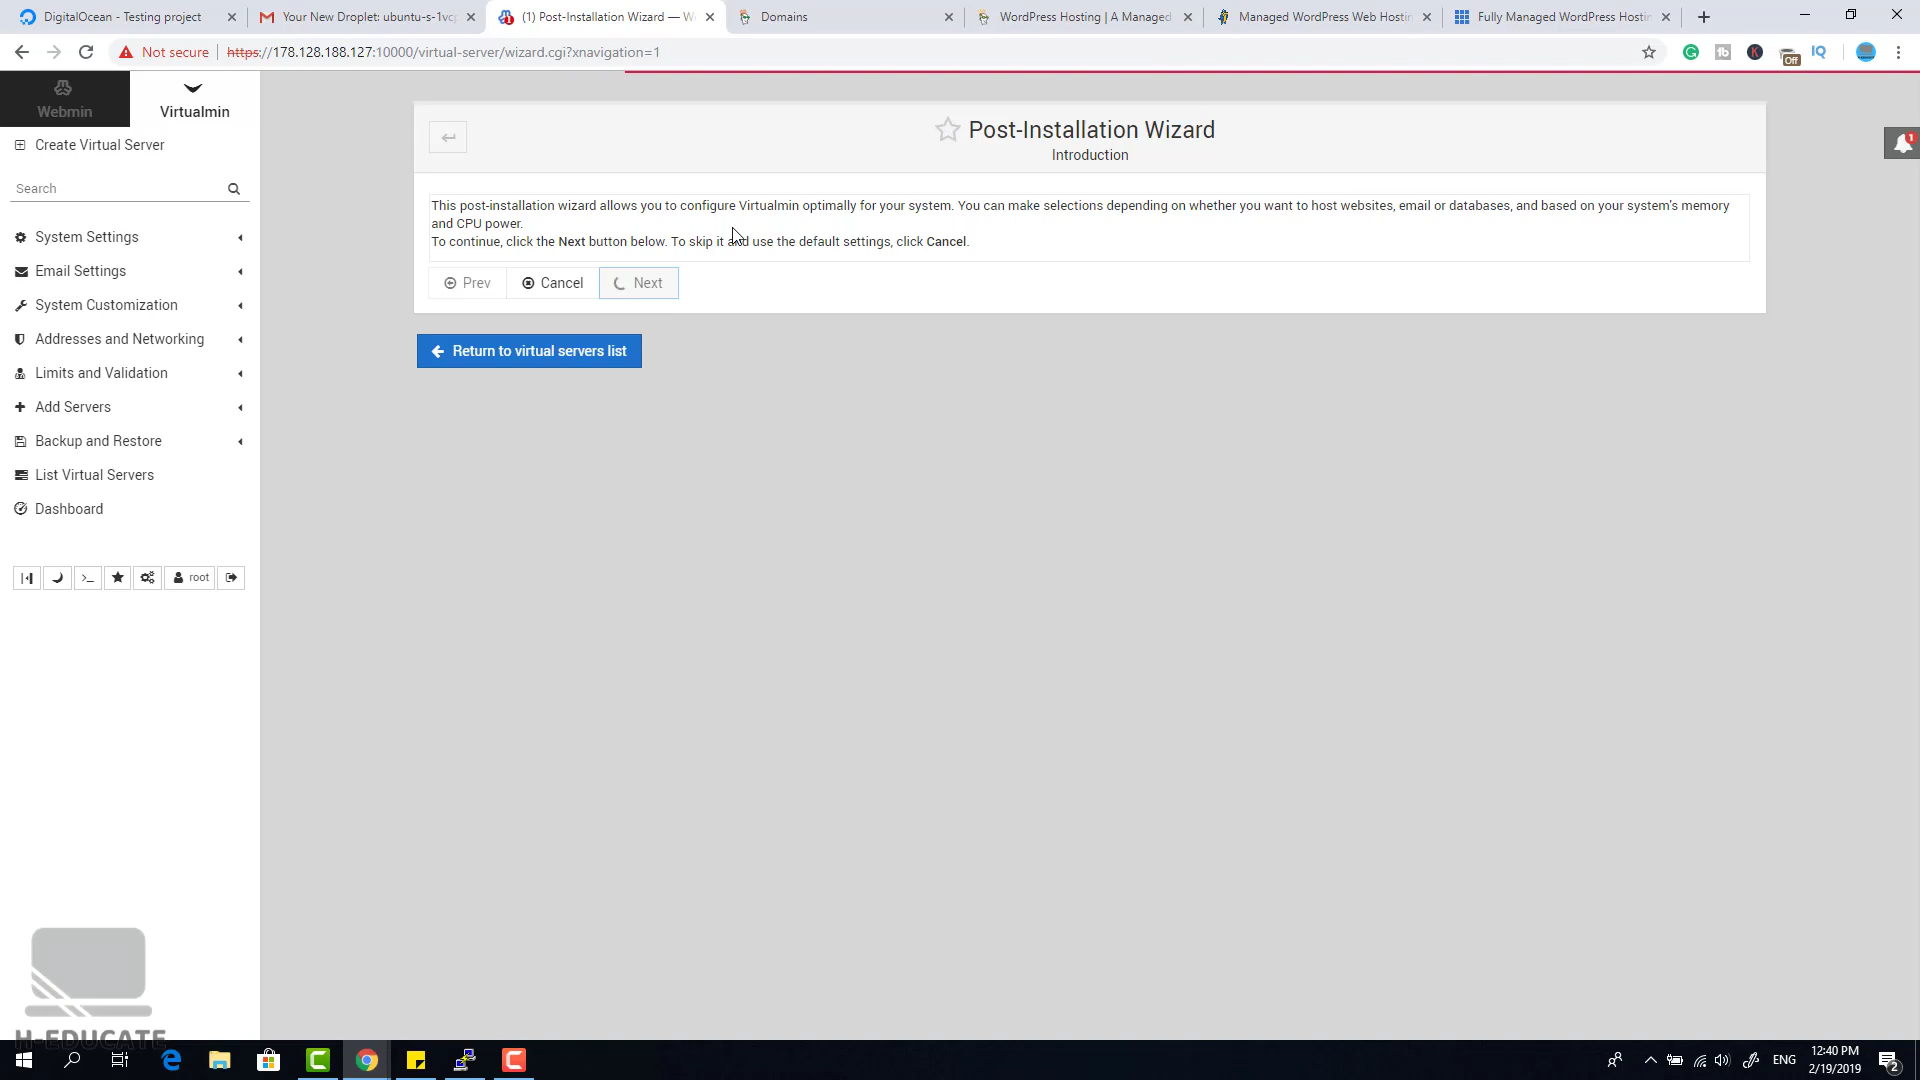 DigitalOcean - Testing project
Your New Droplet: ubuntu-s-1vcp
(1) Post-Installation Wizard — W
Domains
WordPress Hosting | A Managed
Managed WordPress Web Hostin
Fully Managed WordPress Hostin
Not secure
https://178.128.188.127:10000/virtual-server/wizard.cgi?xnavigation=1
Off
IQ
Webmin
Virtualmin
Create Virtual Server
Search
System Settings
Email Settings
System Customization
Addresses and Networking
Limits and Validation
Add Servers
Backup and Restore
List Virtual Servers
Dashboard
root
Post-Installation Wizard
Introduction
1
This post-installation wizard allows you to configure Virtualmin optimally for your system. You can make selections depending on whether you want to host websites, email or databases, and based on your system's memory
and CPU power.
To continue, click the Next button below. To skip it and use the default settings, click Cancel.
Prev
Cancel
Next
Return to virtual servers list
H-EDUCATE
ENG
12:40 PM
2/19/2019
2